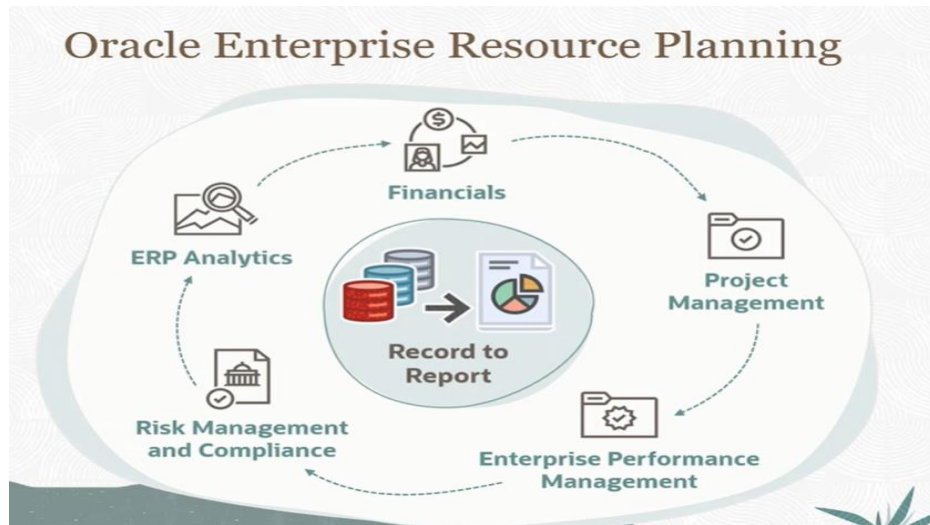 Oracle Enterprise Resource Planning
$
Financials
ERP Analytics
Project
Management
Record to
Report
Risk Management
and Compliance
Enterprise Performance
Management